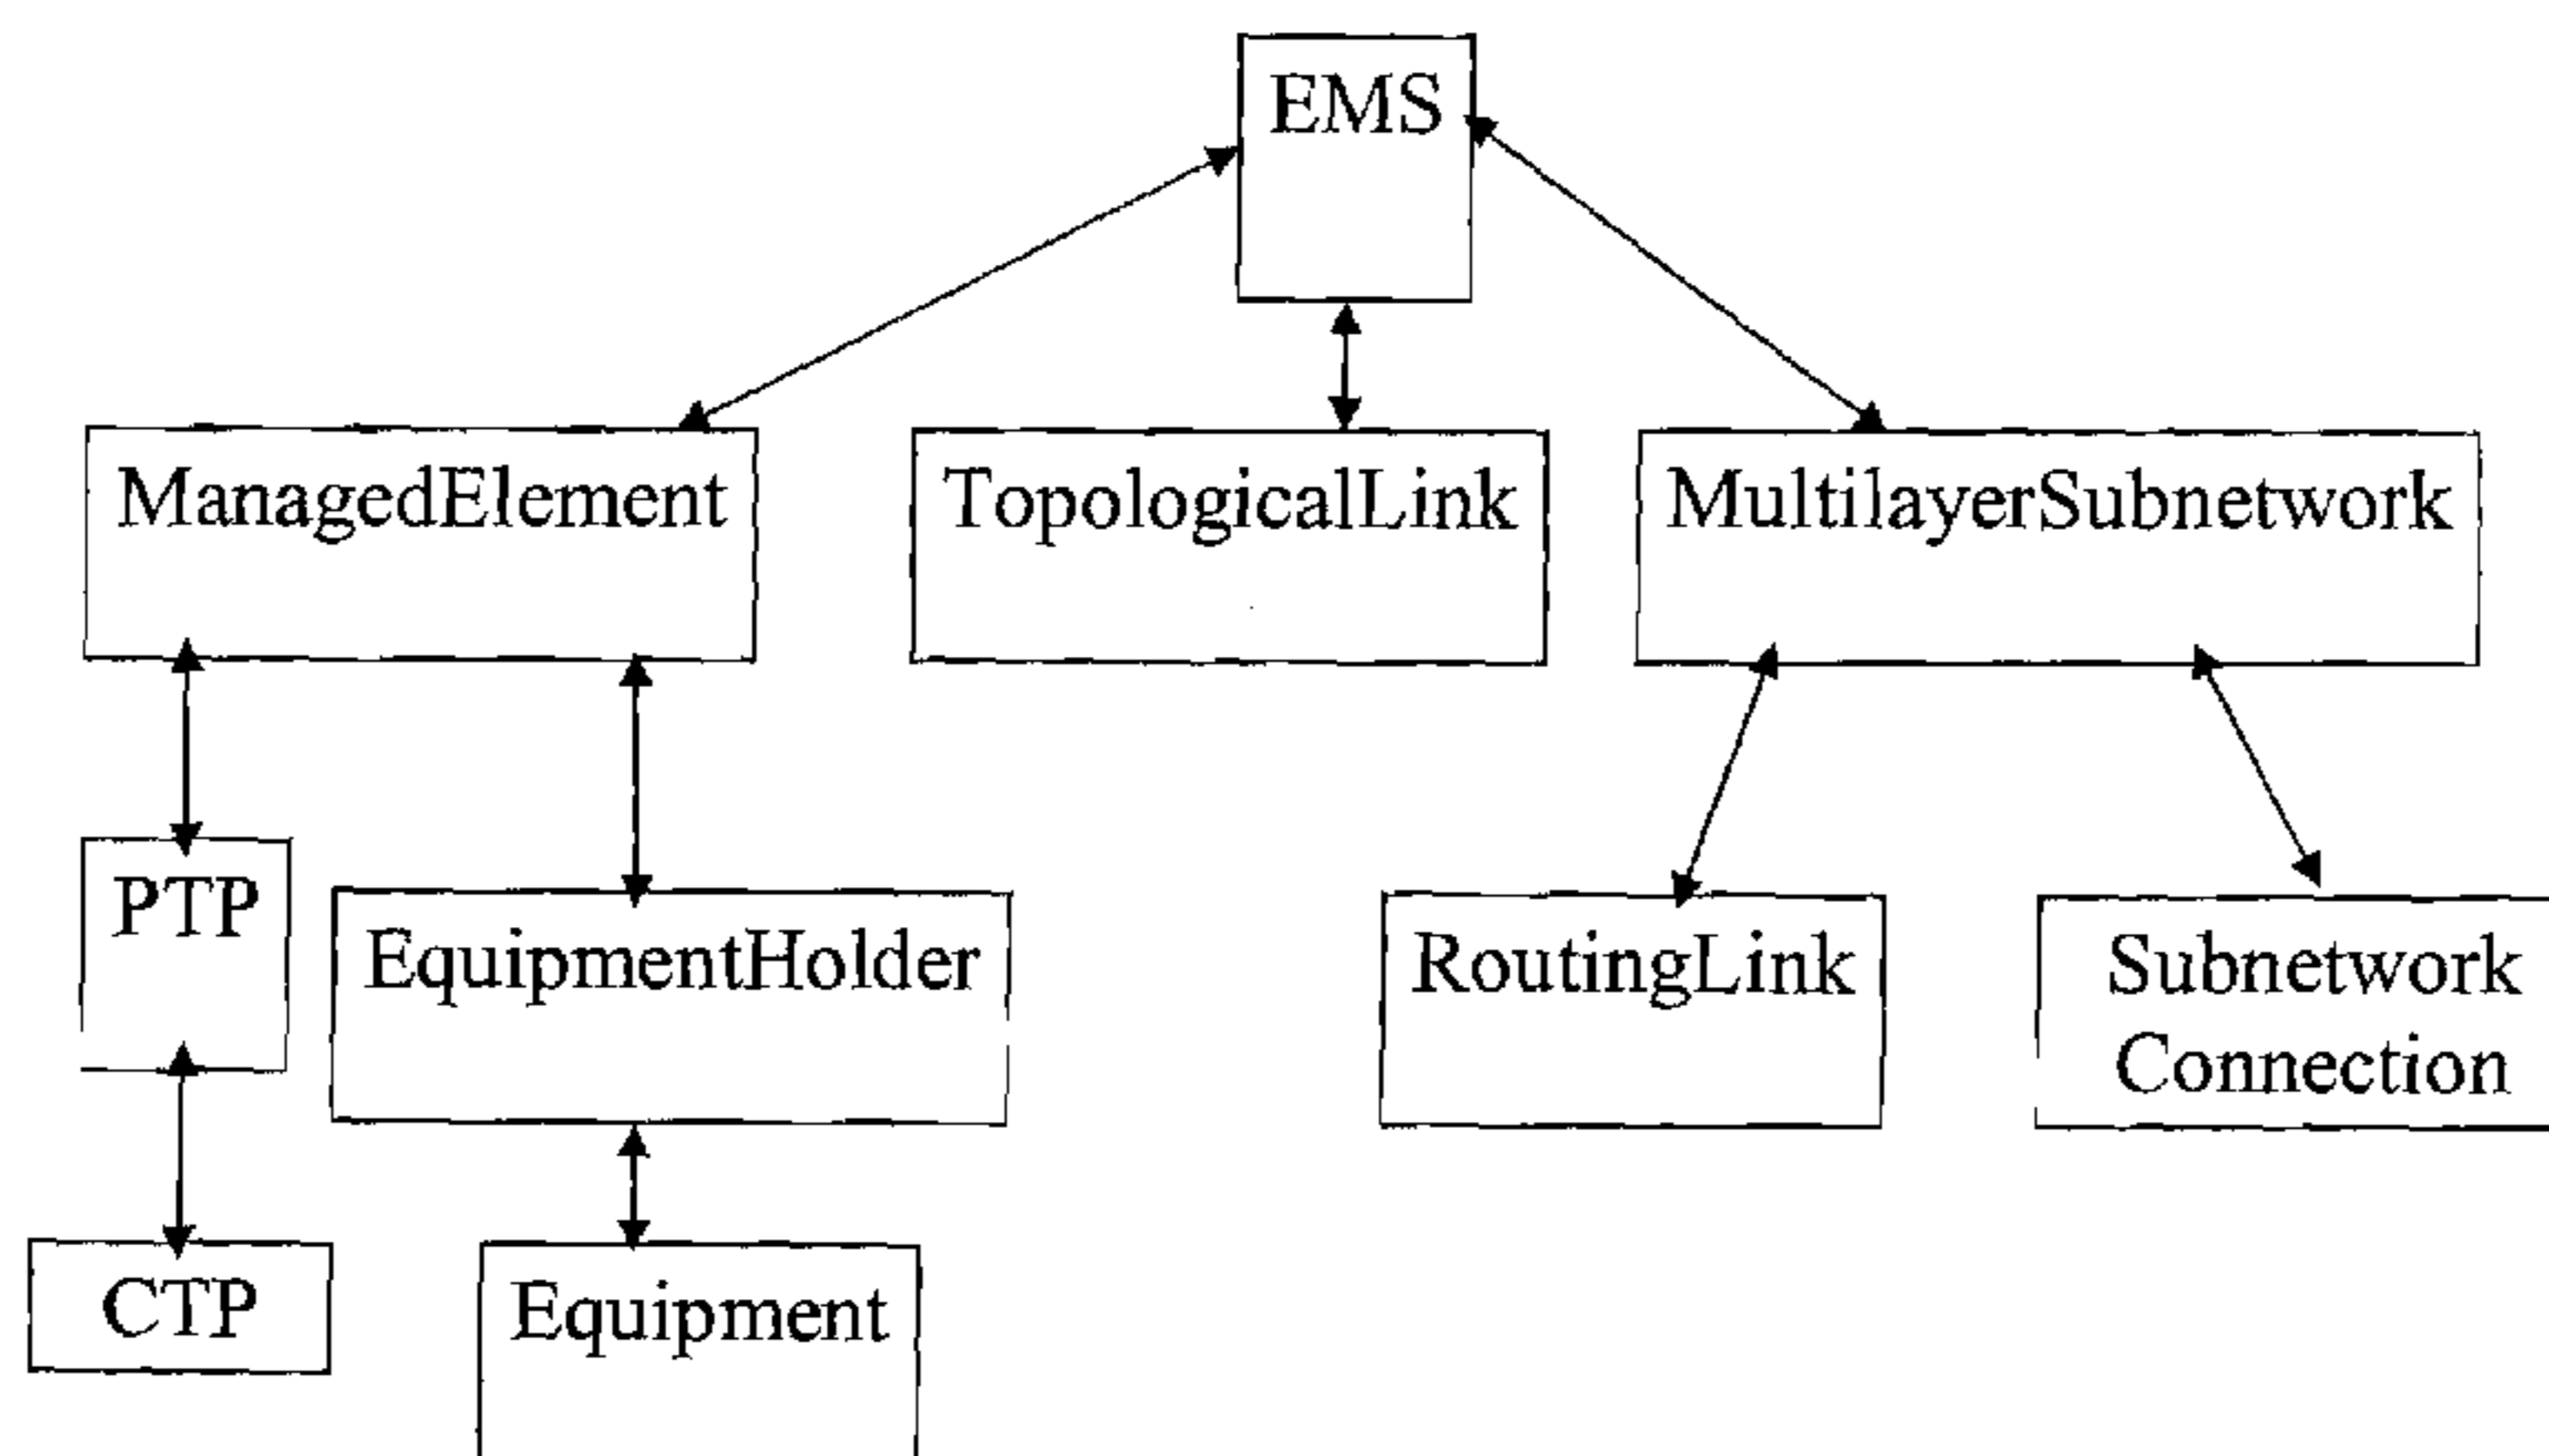 EMS
ManagedElement
TopologicalLink
MultilayerSubnetwork
PTP
EquipmentHolder
RoutingLink
Subnetwork
Connection
CTP
Equipment